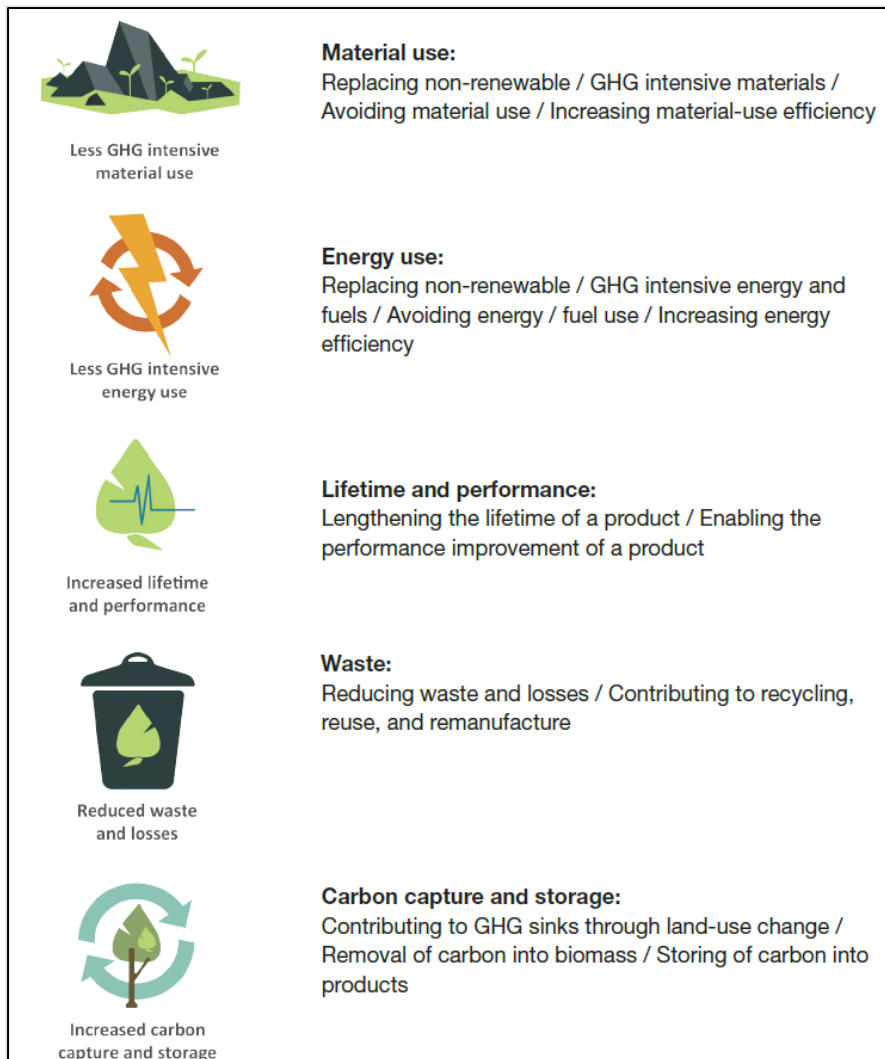 Material use:
Replacing non-renewable / GHG intensive materials /
Avoiding material use / Increasing material-use efficiency
Less GHG intensive
material use
Energy use:
Replacing non-renewable / GHG intensive energy and
fuels / Avoiding energy / fuel use / Increasing energy
efficiency
Less GHG intensive
energy use
Lifetime and performance:
Lengthening the lifetime of a product / Enabling the
performance improvement of a product
Increased lifetime
and performance
Waste:
Reducing waste and losses / Contributing to recycling,
reuse, and remanufacture
Reduced waste
and losses
Carbon capture and storage:
Contributing to GHG sinks through land-use change /
Removal of carbon into biomass / Storing of carbon into
products
Increased carbon
capture and storage